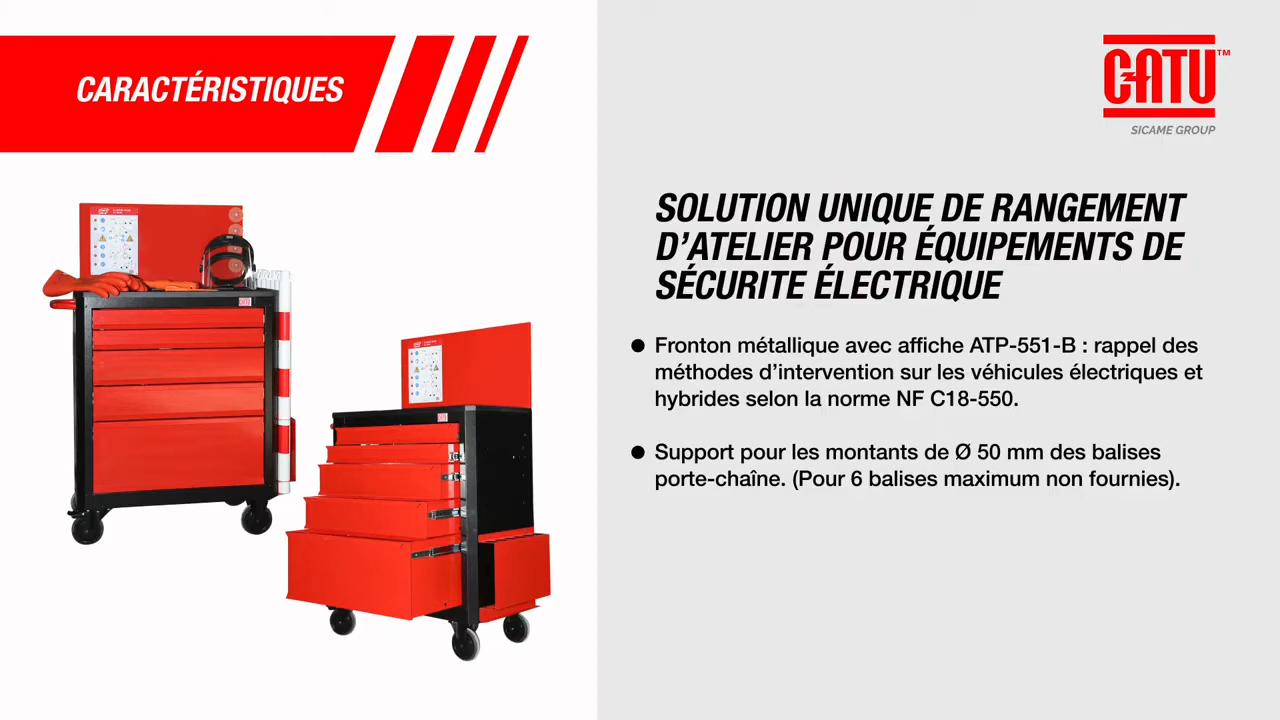 CARACTÉRISTIQUES
CATU™
SICAME GROUP
SOLUTION UNIQUE DE RANGEMENT
D’ATELIER POUR ÉQUIPEMENTS DE
SÉCURITE ÉLECTRIQUE
● Fronton métallique avec affiche ATP-551-B : rappel des
méthodes d’intervention sur les véhicules électriques et
hybrides selon la norme NF C18-550.
● Support pour les montants de Ø 50 mm des balises
porte-chaîne. (Pour 6 balises maximum non fournies).